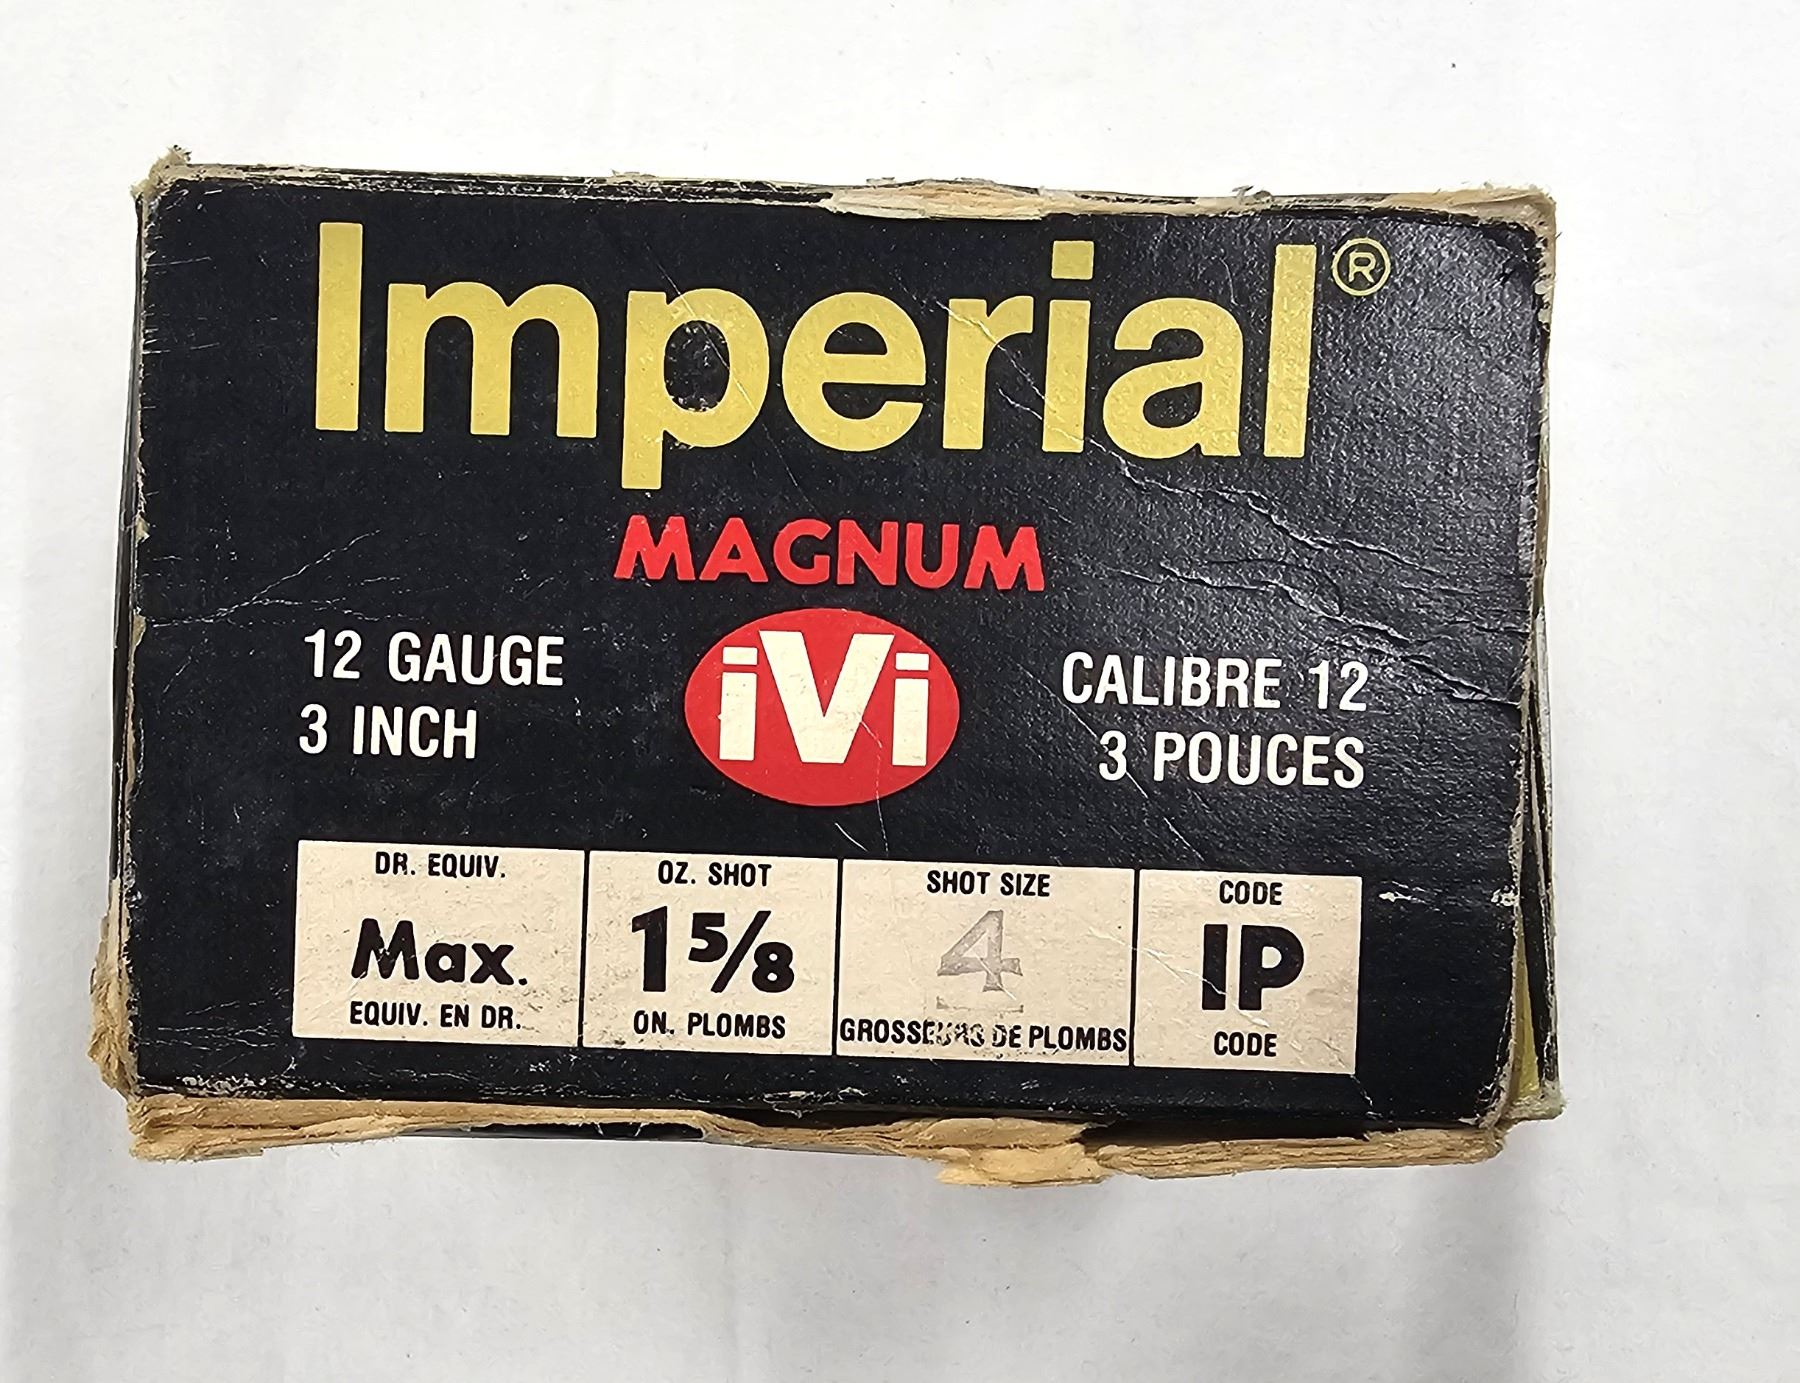 Imperial®
MAGNUM
12 GAUGE
3 INCH
iVi
CALIBRE 12
3 POUCES
DR. EQUIV.
Max.
EQUIV. EN DR.
OZ. SHOT
1 5/8
ON. PLOMBS
SHOT SIZE
4
GROSSEURS DE PLOMBS
CODE
IP
CODE